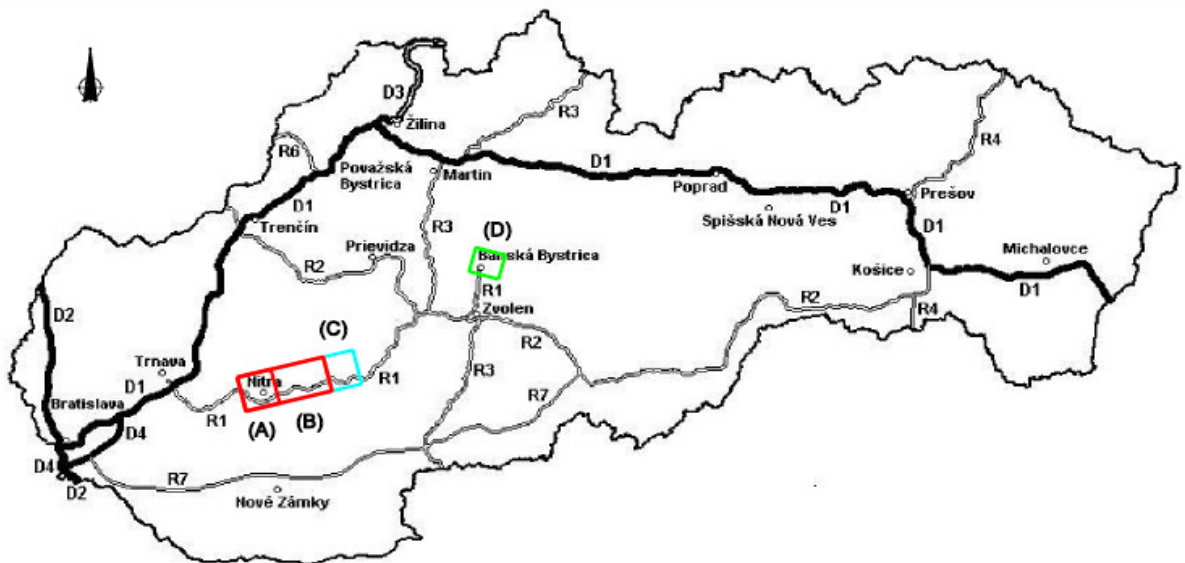 D3
R3
Žilina
R6
R4
Považská
Bystrica
D1
Martin
Poprad
Prešov
D1
Spišská Nová Ves
D1
Trenčín
R3
D1
(D)
Prievidza
Banská Bystrica
Michalovce
R2
Košice
R1
D1
D2
Zvolen
R2
R4
(C)
Trnava
R2
Nitra
R1
D1
R3
R7
Bratislava
R1
(B)
(A)
D4
D4
R7
D2
Nové Zámky